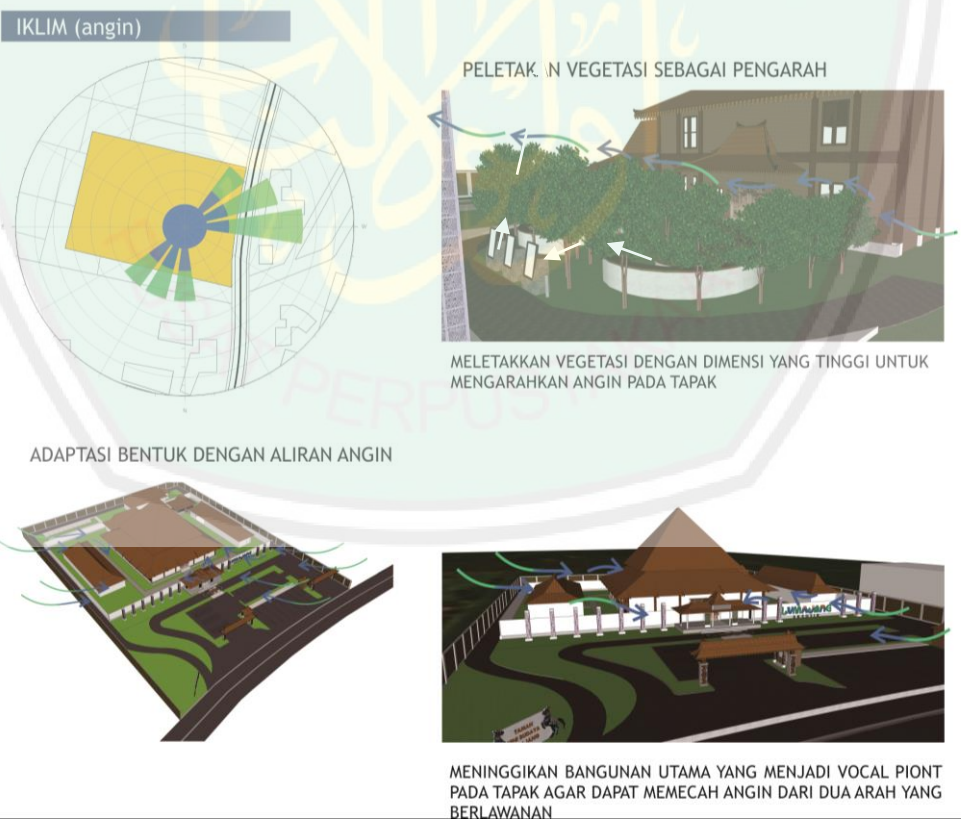 IKLIM (angin)
PELETAK N VEGETASI SEBAGAI PENGARAH
MELETAKKAN VEGETASI DENGAN DIMENSI YANG TINGGI UNTUK
MENGARAHKAN ANGIN PADA TAPAK
ADAPTASI BENTUK DENGAN ALIRAN ANGIN
TAMAN
MENINGGIKAN BANGUNAN UTAMA YANG MENJADI VOCAL PIONT
PADA TAPAK AGAR DAPAT MEMECAH ANGIN DARI DUA ARAH YANG
BERLAWANAN